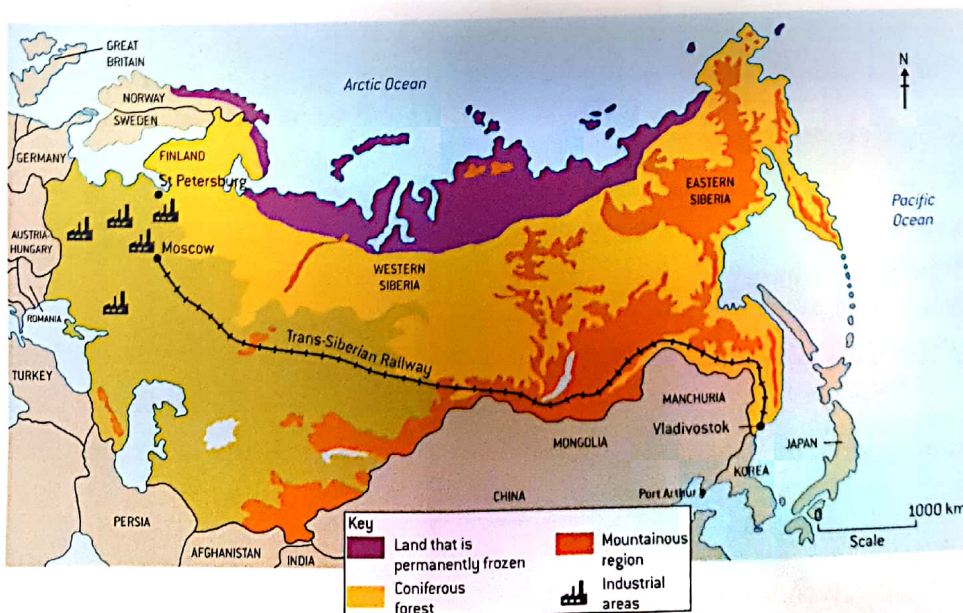 GREAT
BRITAIN
Arctic Ocean
N
NORWAY
SWEDEN
GERMANY
FINLAND
St Petersburg
EASTERN
SIBERIA
Pacific
Ocean
AUSTRIA-
HUNGARY
Moscow
WESTERN
SIBERIA
ROMANIA
Trans-Siberian Railway
TURKEY
MANCHURIA
Vladivostok
MONGOLIA
JAPAN
KOREA
CHINA
Port Arthur
PERSIA
AFGHANISTAN
INDIA
0
1000 km
Scale
Key
Land that is
permanently frozen
Mountainous
region
Coniferous
forest
Industrial
areas